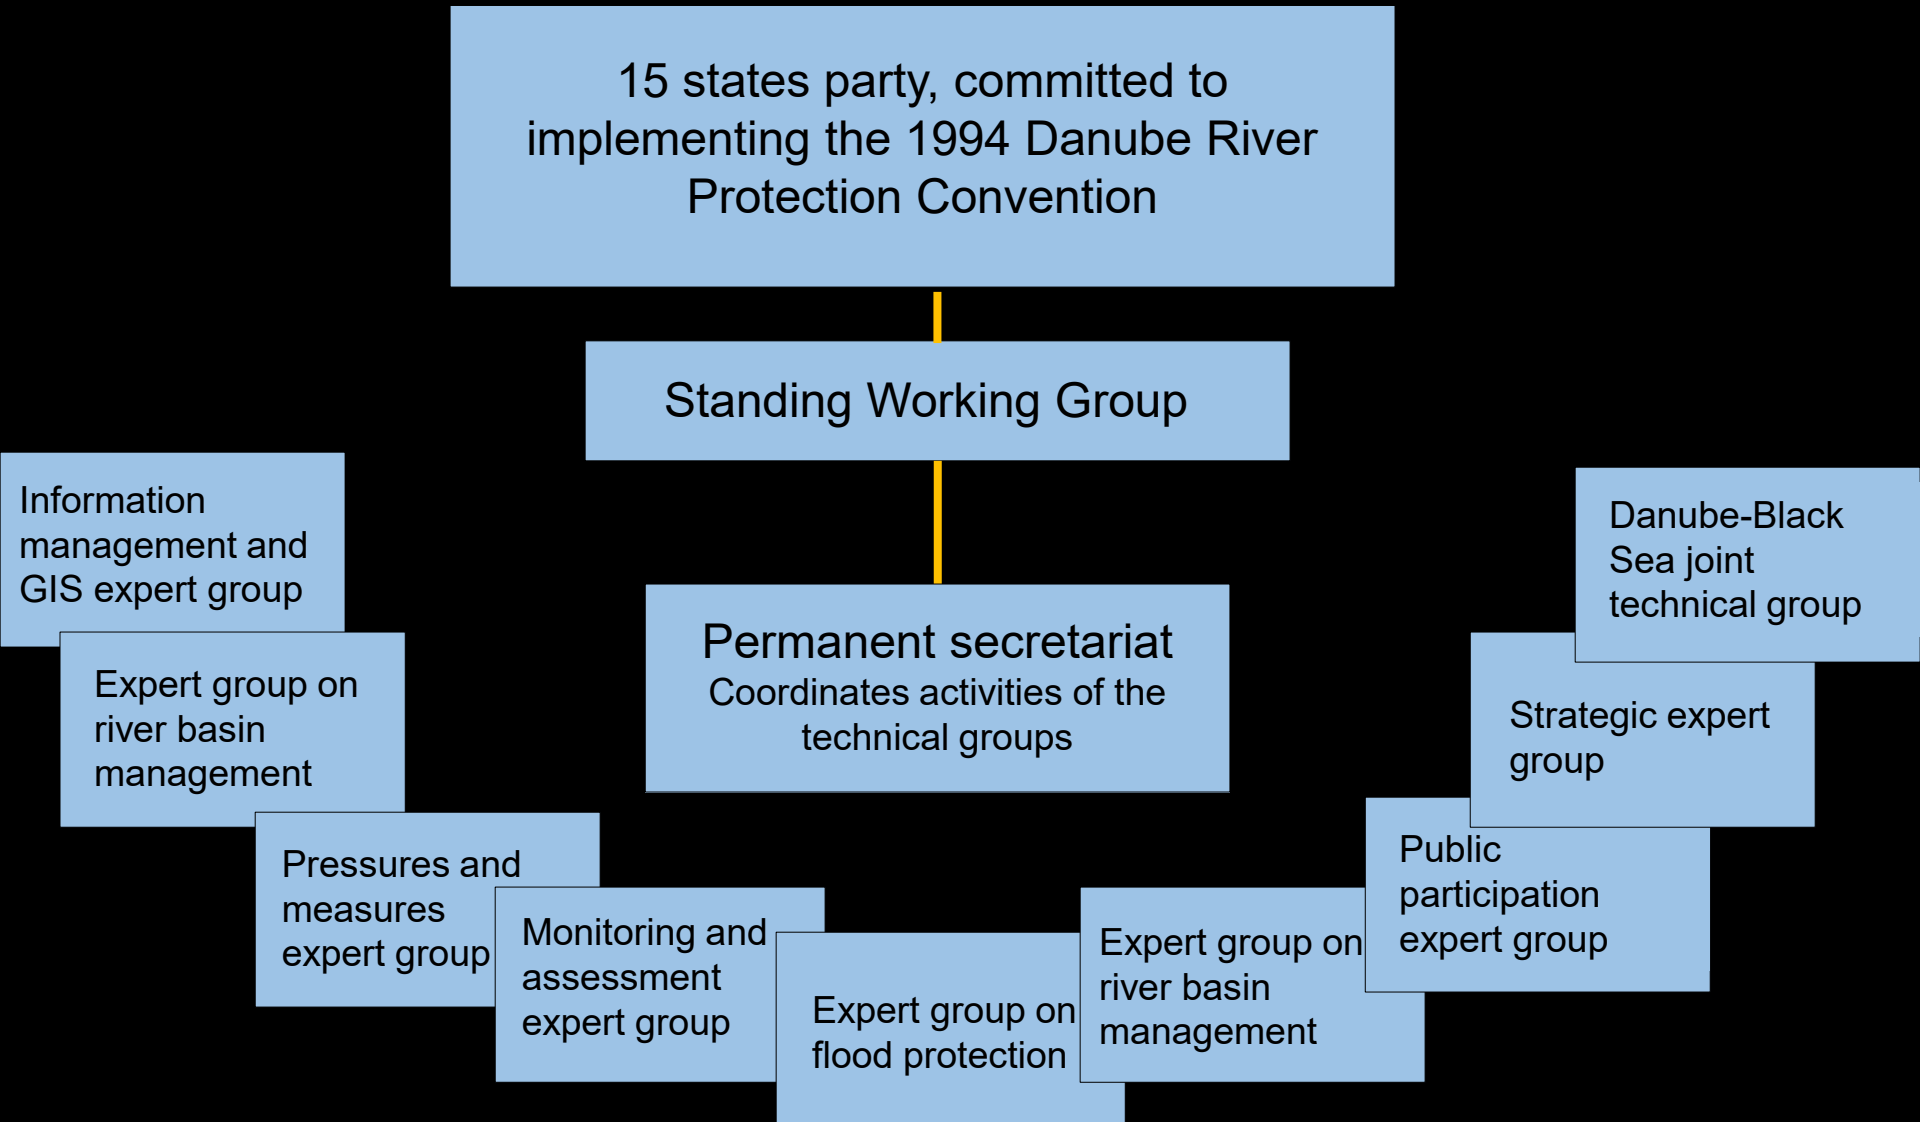 15 states party, committed to
implementing the 1994 Danube River
Protection Convention
Standing Working Group
Permanent secretariat
Coordinates activities of the
technical groups
Information
management and
GIS expert group
Expert group on
river basin
management
Pressures and
measures
expert group
Monitoring and
assessment
expert group
Expert group on
flood protection
Expert group on
river basin
management
Public
participation
expert group
Strategic expert
group
Danube-Black
Sea joint
technical group